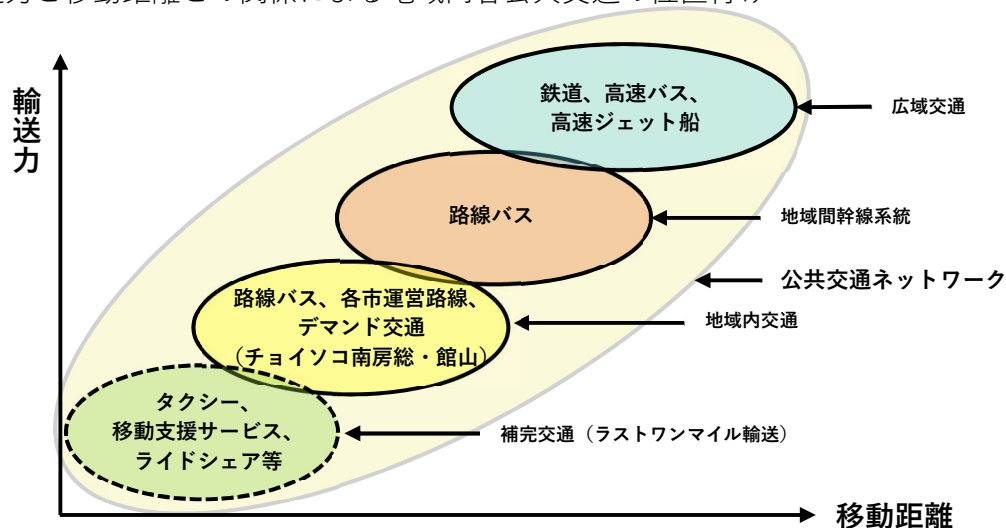 輸送力
鉄道、高速バス、
高速ジェット船
広域交通
路線バス
地域間幹線系統
公共交通ネットワーク
路線バス、各市運営路線、
デマンド交通
(チョイソコ南房総・館山)
地域内交通
タクシー、
移動支援サービス、
ライドシェア等
補完交通(ラストワンマイル輸送)
移動距離